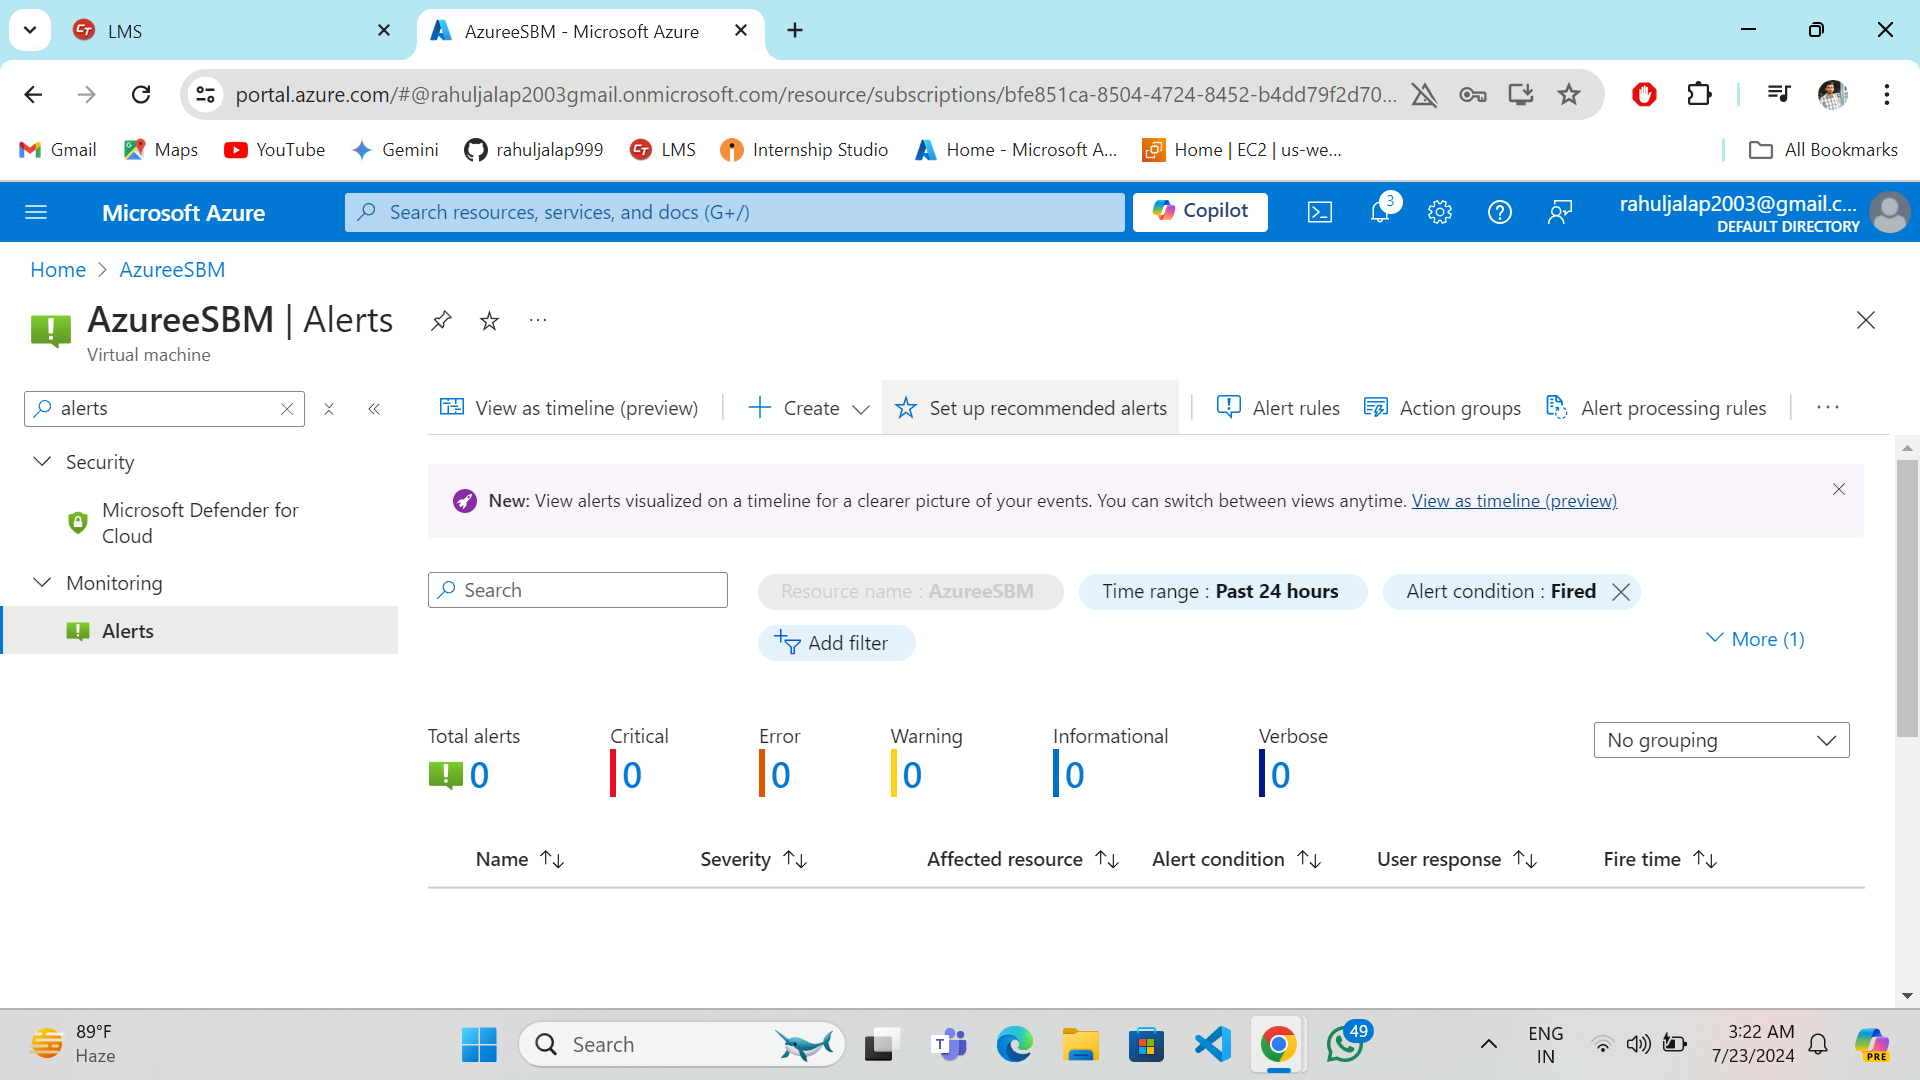 LMS
AzureeSBM - Microsoft Azure
portal.azure.com/#@rahuljalap2003gmail.onmicrosoft.com/resource/subscriptions/bfe851ca-8504-4724-8452-b4dd79f2d70...
Gmail Maps YouTube Gemini rahuljalap999 LMS Internship Studio Home - Microsoft A... Home | EC2 | us-we... All Bookmarks
Microsoft Azure
Search resources, services, and docs (G+/)
Copilot
3
rahuljalap2003@gmail.c...
DEFAULT DIRECTORY
Home > AzureeSBM
AzureeSBM | Alerts
Virtual machine
alerts
Security
Microsoft Defender for
Cloud
Monitoring
Alerts
View as timeline (preview) Create Set up recommended alerts Alert rules Action groups Alert processing rules
New: View alerts visualized on a timeline for a clearer picture of your events. You can switch between views anytime. View as timeline (preview)
Search
Resource name : AzureeSBM Time range : Past 24 hours Alert condition : Fired
Add filter
More (1)
Total alerts Critical Error Warning Informational Verbose
0 0 0 0 0 0
No grouping
Name Severity Affected resource Alert condition User response Fire time
89°F
Haze
Search
49
ENG
IN
3:22 AM
7/23/2024
PRE